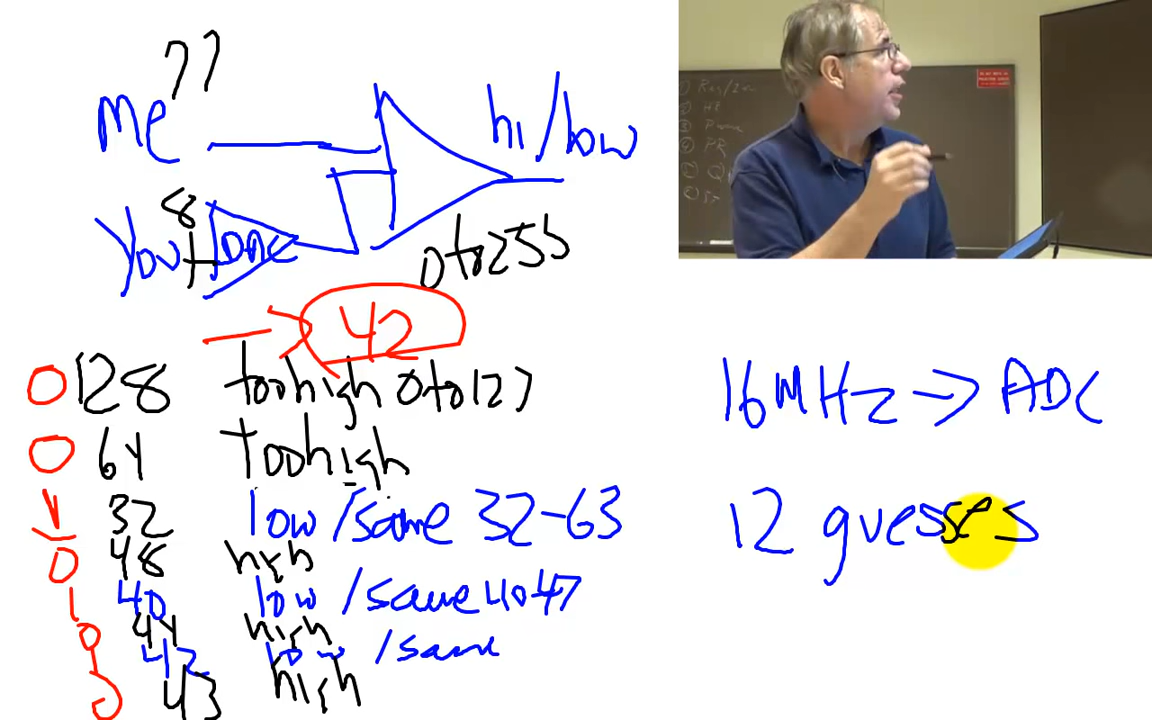 77
Me
hi/low
8
You
0 to 255
42
0 128 too high 0 to 127
0 64 too high
1 32 low/same 32-63
0 48 high
1 40 low/same 40 47
0 44 high
1 42 low/same
0 43 high
16MHz -> ADC
12 guesses